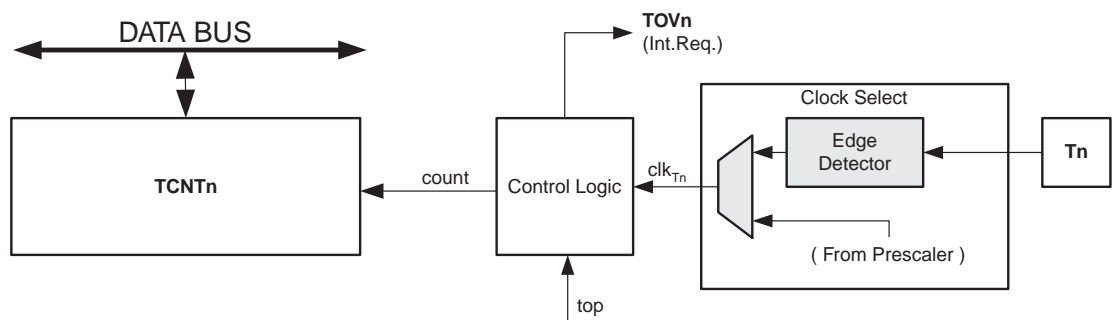 DATA BUS
TOVn
(Int.Req.)
Clock Select
Edge
Detector
Tn
TCNTn
count
Control Logic
clkTn
( From Prescaler )
top